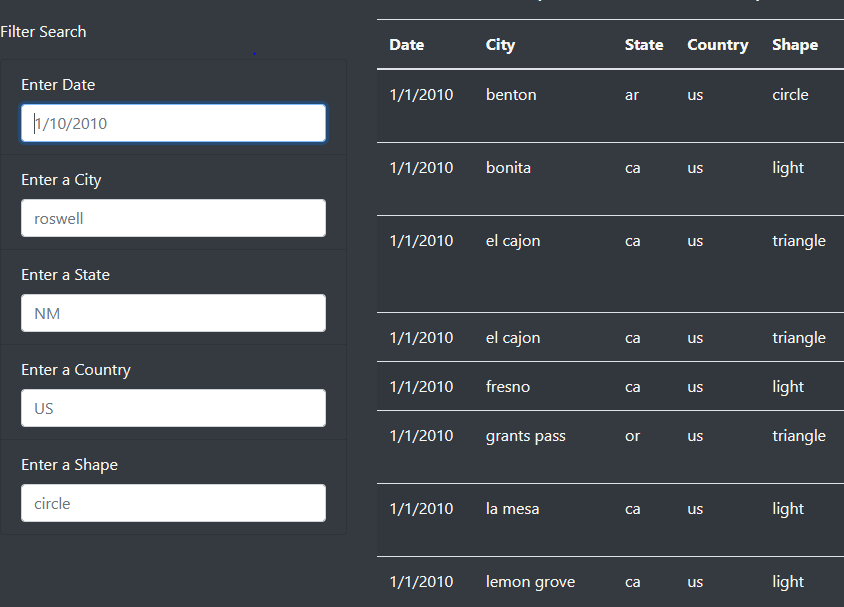 Filter Search
Enter Date
1/10/2010
Enter a City
roswell
Enter a State
NM
Enter a Country
US
Enter a Shape
circle
Date City State Country Shape
1/1/2010 benton ar us circle
1/1/2010 bonita ca us light
1/1/2010 el cajon ca us triangle
1/1/2010 el cajon ca us triangle
1/1/2010 fresno ca us light
1/1/2010 grants pass or us triangle
1/1/2010 la mesa ca us light
1/1/2010 lemon grove ca us light